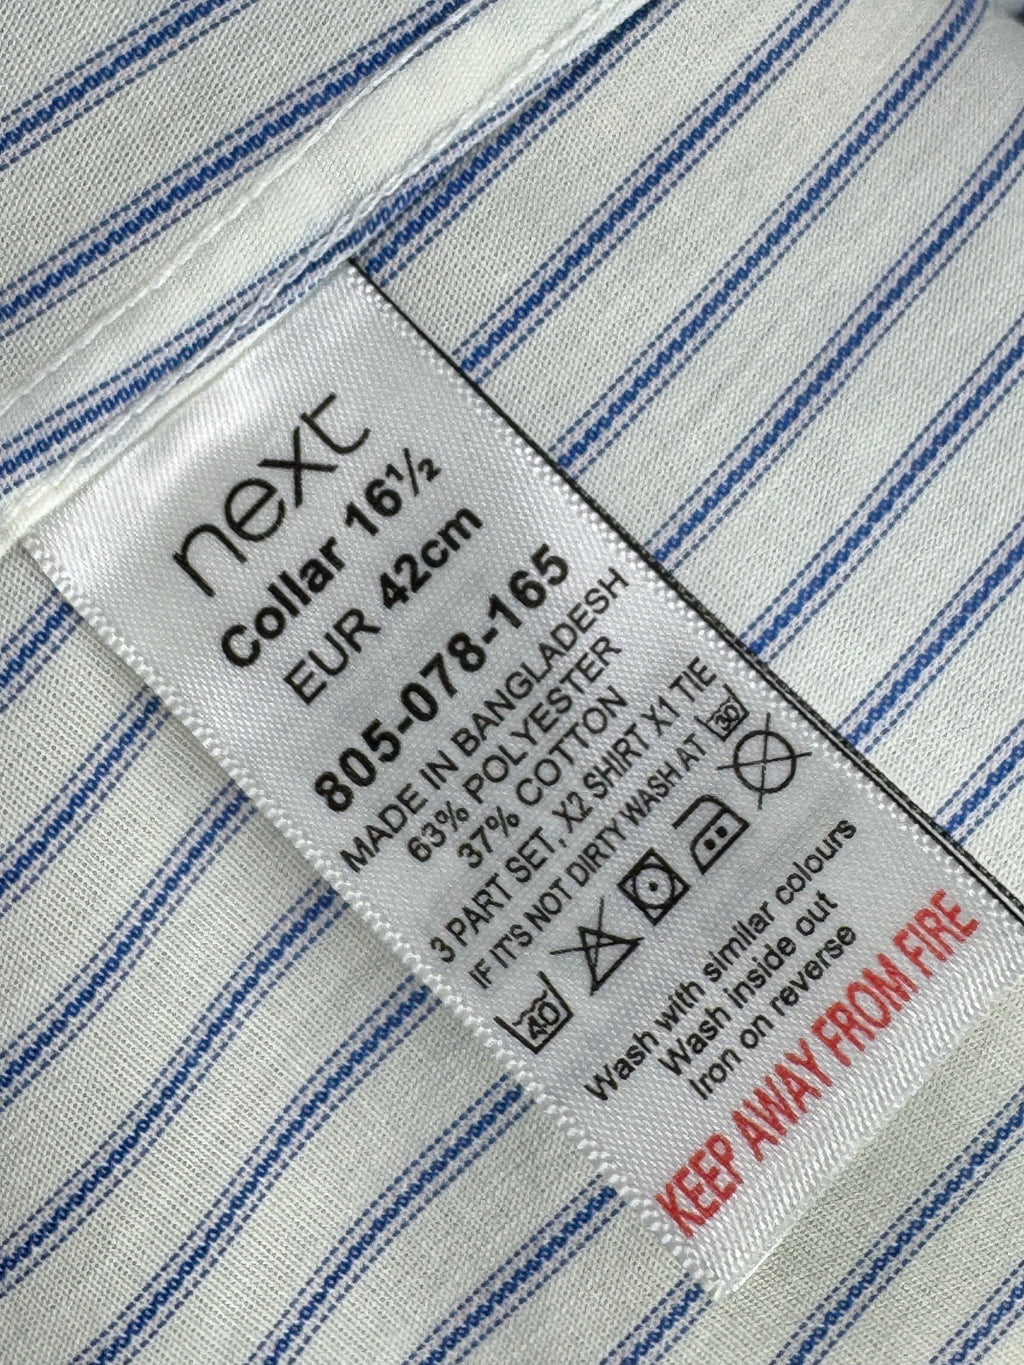 next
Collar 16½
EUR 42cm
805-078-165
MADE IN BANGLADESH
63% POLYESTER
37% COTTON
3 PART SET, X2 SHIRT X1 TIE
IF IT'S NOT DIRTY WASH AT 30
40
Wash with similar colours
Wash inside out
Iron on reverse
KEEP AWAY FROM FIRE